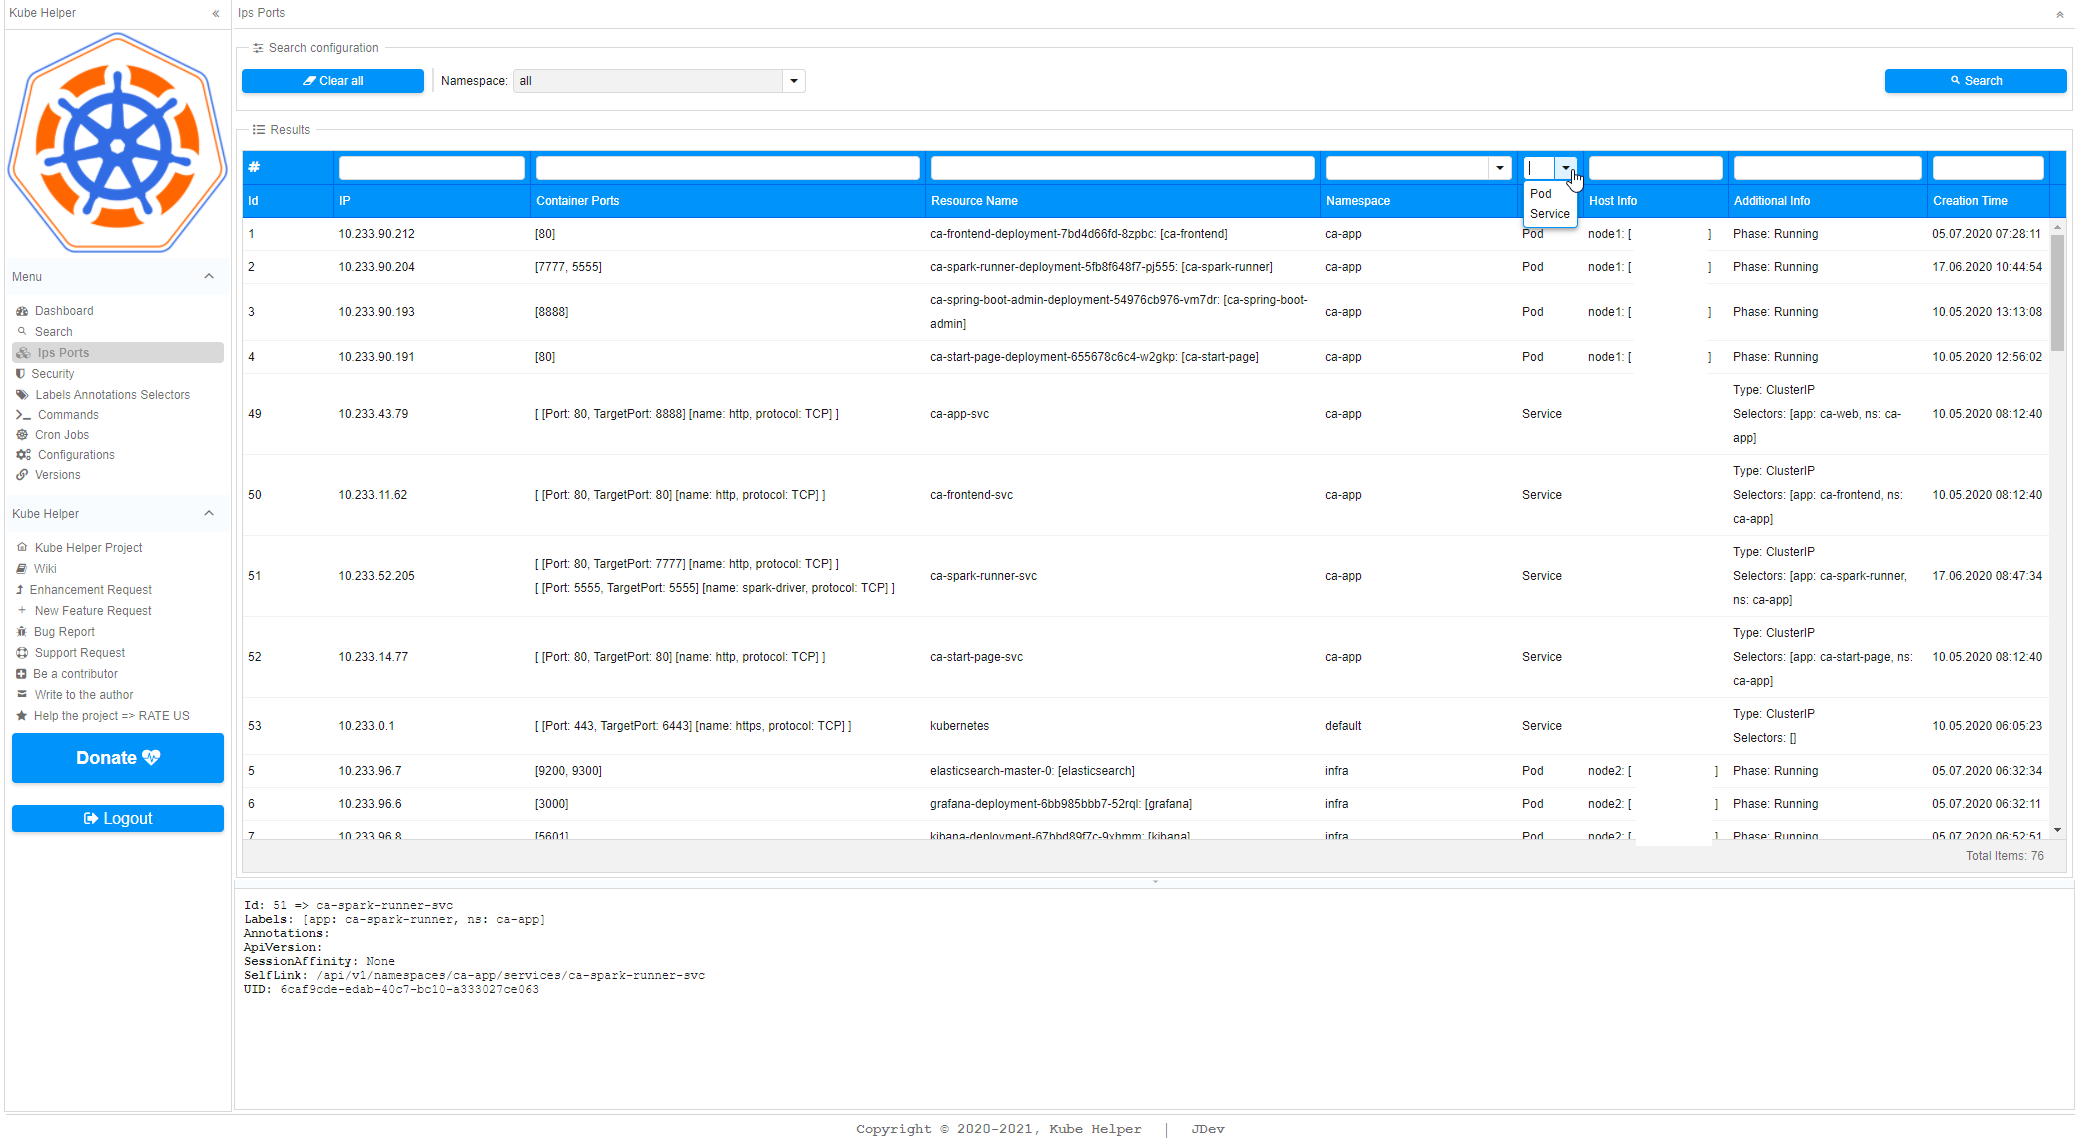 Kube Helper «
Ips Ports
Search configuration
Clear all Namespace: all Search
Results
#
Id IP Container Ports Resource Name Namespace Host Info Additional Info Creation Time
Pod
Service
1 10.233.90.212 [80] ca-frontend-deployment-7bd4d66fd-8zpbc: [ca-frontend] ca-app Pod node1: [ ] Phase: Running 05.07.2020 07:28:11
2 10.233.90.204 [7777, 5555] ca-spark-runner-deployment-5fb8f648f7-pj555: [ca-spark-runner] ca-app Pod node1: [ ] Phase: Running 17.06.2020 10:44:54
3 10.233.90.193 [8888] ca-spring-boot-admin-deployment-54976cb976-vm7dr: [ca-spring-boot-
admin] ca-app Pod node1: [ ] Phase: Running 10.05.2020 13:13:08
4 10.233.90.191 [80] ca-start-page-deployment-655678c6c4-w2gkp: [ca-start-page] ca-app Pod node1: [ ] Phase: Running 10.05.2020 12:56:02
49 10.233.43.79 [ [Port: 80, TargetPort: 8888] [name: http, protocol: TCP] ] ca-app-svc ca-app Service Type: ClusterIP
Selectors: [app: ca-web, ns: ca-
app] 10.05.2020 08:12:40
50 10.233.11.62 [ [Port: 80, TargetPort: 80] [name: http, protocol: TCP] ] ca-frontend-svc ca-app Service Type: ClusterIP
Selectors: [app: ca-frontend, ns:
ca-app] 10.05.2020 08:12:40
51 10.233.52.205 [ [Port: 80, TargetPort: 7777] [name: http, protocol: TCP] ]
[ [Port: 5555, TargetPort: 5555] [name: spark-driver, protocol: TCP] ] ca-spark-runner-svc ca-app Service Type: ClusterIP
Selectors: [app: ca-spark-runner,
ns: ca-app] 17.06.2020 08:47:34
52 10.233.14.77 [ [Port: 80, TargetPort: 80] [name: http, protocol: TCP] ] ca-start-page-svc ca-app Service Type: ClusterIP
Selectors: [app: ca-start-page, ns:
ca-app] 10.05.2020 08:12:40
53 10.233.0.1 [ [Port: 443, TargetPort: 6443] [name: https, protocol: TCP] ] kubernetes default Service Type: ClusterIP
Selectors: [] 10.05.2020 06:05:23
5 10.233.96.7 [9200, 9300] elasticsearch-master-0: [elasticsearch] infra Pod node2: [ ] Phase: Running 05.07.2020 06:32:34
6 10.233.96.6 [3000] grafana-deployment-6bb985bbb7-52rql: [grafana] infra Pod node2: [ ] Phase: Running 05.07.2020 06:32:11
7 10.233.96.8 [5601] kibana-deployment-67bbd89f7c-9xhmm: [kibana] infra Pod node2: [ ] Phase: Running 05.07.2020 06:52:51
Total Items: 76
Id: 51 => ca-spark-runner-svc
Labels: [app: ca-spark-runner, ns: ca-app]
Annotations:
ApiVersion:
SessionAffinity: None
SelfLink: /api/v1/namespaces/ca-app/services/ca-spark-runner-svc
UID: 6caf9cde-edab-40c7-bc10-a333027ce063
Menu
Dashboard
Search
Ips Ports
Security
Labels Annotations Selectors
Commands
Cron Jobs
Configurations
Versions
Kube Helper
Kube Helper Project
Wiki
Enhancement Request
New Feature Request
Bug Report
Support Request
Be a contributor
Write to the author
Help the project => RATE US
Donate
Logout
Copyright © 2020-2021, Kube Helper | JDev